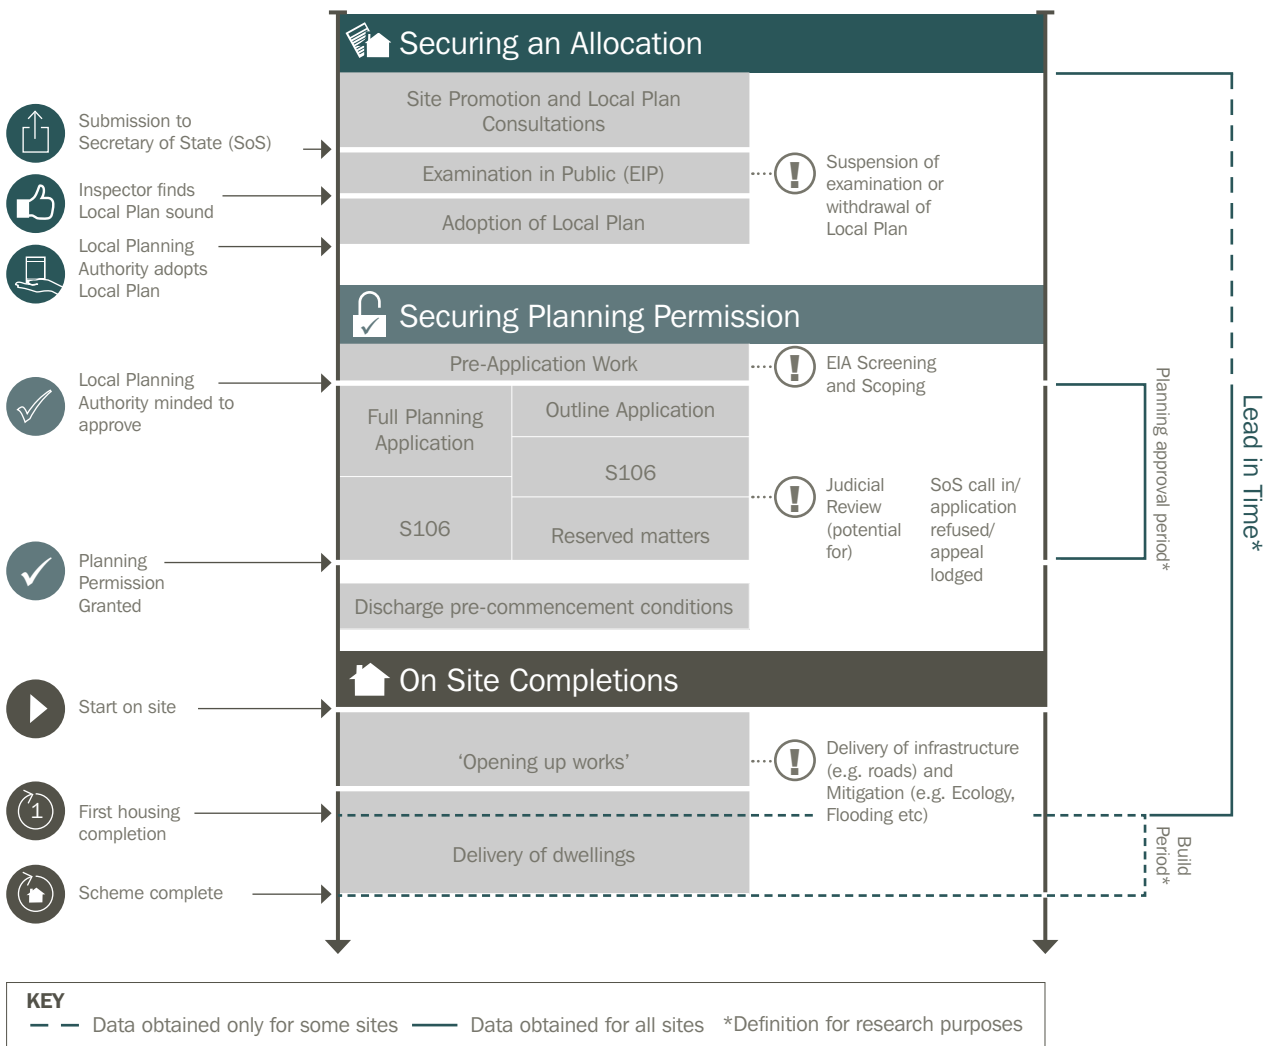 Securing an Allocation
Site Promotion and Local Plan
Consultations
Submission to
Secretary of State (SoS)
Examination in Public (EIP)
Suspension of
examination or
withdrawal of
Local Plan
Inspector finds
Local Plan sound
Adoption of Local Plan
Local Planning
Authority adopts
Local Plan
Securing Planning Permission
Pre-Application Work
EIA Screening
and Scoping
Local Planning
Authority minded to
approve
Full Planning
Application
Outline Application
S106
S106
Reserved matters
Judicial
Review
(potential
for)
SoS call in/
application
refused/
appeal
lodged
Planning approval period*
Lead in Time*
Planning
Permission
Granted
Discharge pre-commencement conditions
On Site Completions
Start on site
‘Opening up works’
Delivery of infrastructure
(e.g. roads) and
Mitigation (e.g. Ecology,
Flooding etc)
1
First housing
completion
Delivery of dwellings
Build
Period*
Scheme complete
KEY
Data obtained only for some sites
Data obtained for all sites
*Definition for research purposes